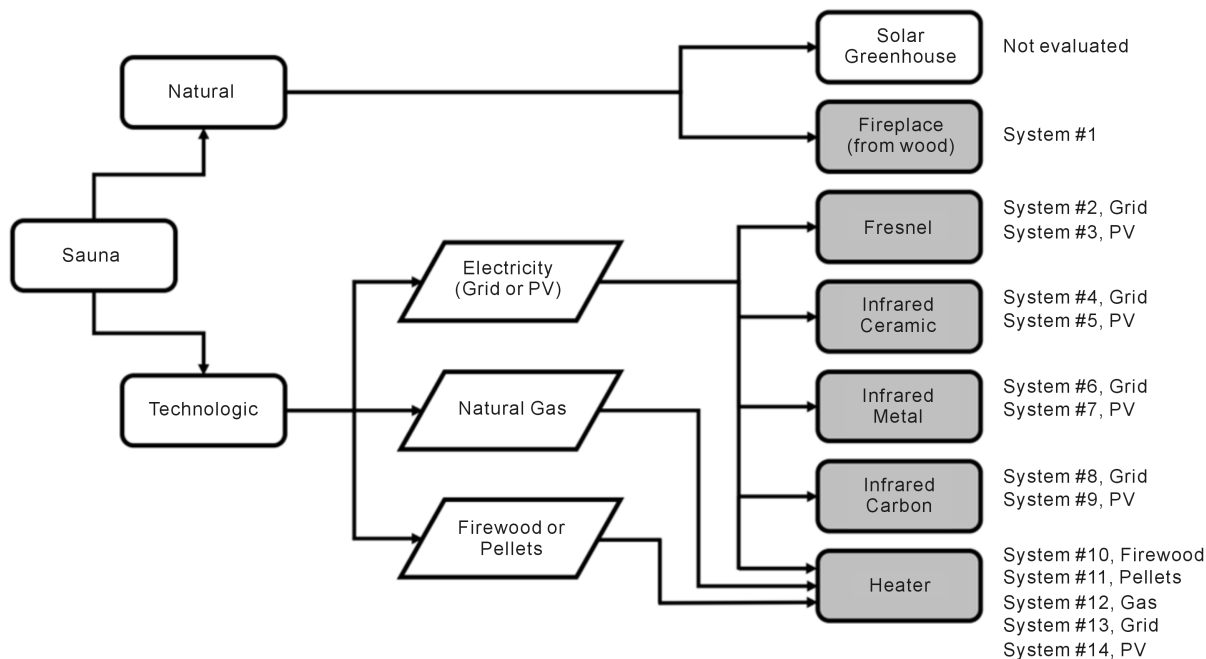 Solar
Greenhouse
Not evaluated
Natural
Fireplace
(from wood)
System #1
Sauna
Fresnel
System #2, Grid
System #3, PV
Electricity
(Grid or PV)
Infrared
Ceramic
System #4, Grid
System #5, PV
Technologic
Natural Gas
Infrared
Metal
System #6, Grid
System #7, PV
Infrared
Carbon
System #8, Grid
System #9, PV
Firewood or
Pellets
Heater
System #10, Firewood
System #11, Pellets
System #12, Gas
System #13, Grid
System #14, PV